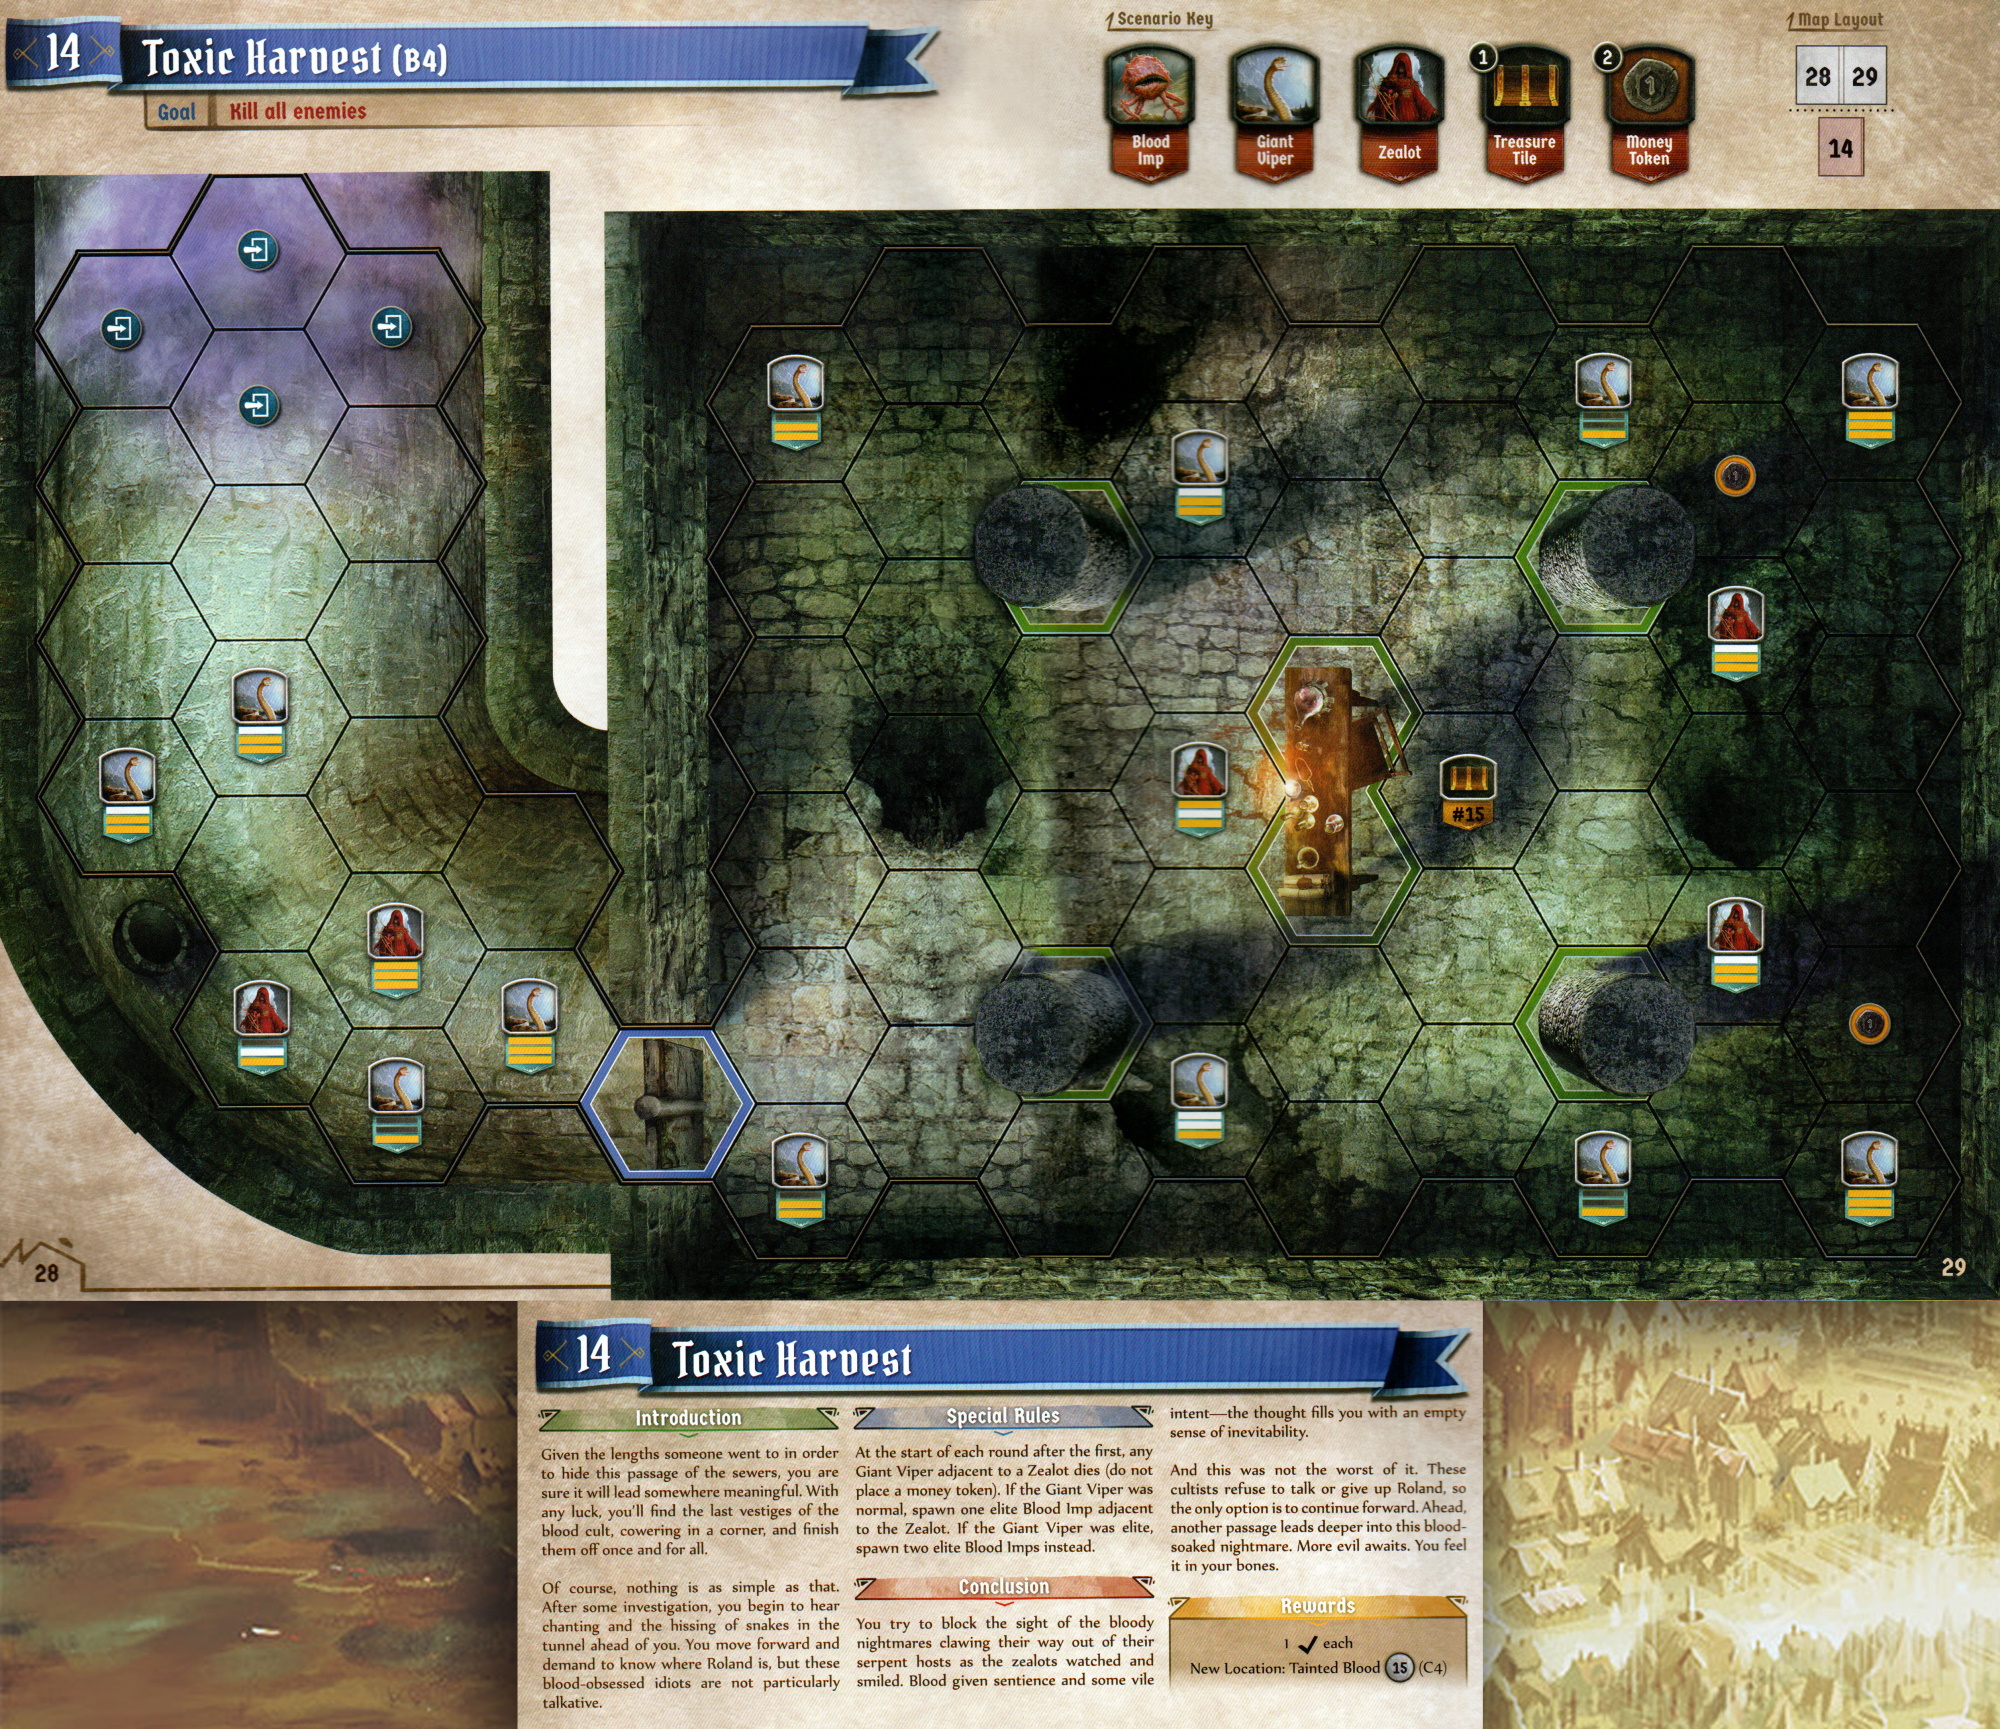 14
Toxic Harvest (B4)
Goal
Kill all enemies
Scenario Key
Blood
Imp
Giant
Viper
Zealot
1
Treasure
Tile
2
Money
Token
Map Layout
28
29
14
1
#15
1
28
29
14
Toxic Harvest
Introduction
Given the lengths someone went to in order
to hide this passage of the sewers, you are
sure it will lead somewhere meaningful. With
any luck, you'll find the last vestiges of the
blood cult, cowering in a corner, and finish
them off once and for all.
Of course, nothing is as simple as that.
After some investigation, you begin to hear
chanting and the hissing of snakes in the
tunnel ahead of you. You move forward and
demand to know where Roland is, but these
blood-obsessed idiots are not particularly
talkative.
Special Rules
At the start of each round after the first, any
Giant Viper adjacent to a Zealot dies (do not
place a money token). If the Giant Viper was
normal, spawn one elite Blood Imp adjacent
to the Zealot. If the Giant Viper was elite,
spawn two elite Blood Imps instead.
Conclusion
You try to block the sight of the bloody
nightmares clawing their way out of their
serpent hosts as the zealots watched and
smiled. Blood given sentience and some vile
intent—the thought fills you with an empty
sense of inevitability.
And this was not the worst of it. These
cultists refuse to talk or give up Roland, so
the only option is to continue forward. Ahead,
another passage leads deeper into this blood-
soaked nightmare. More evil awaits. You feel
it in your bones.
Rewards
1 ✓ each
New Location: Tainted Blood 15 (C4)